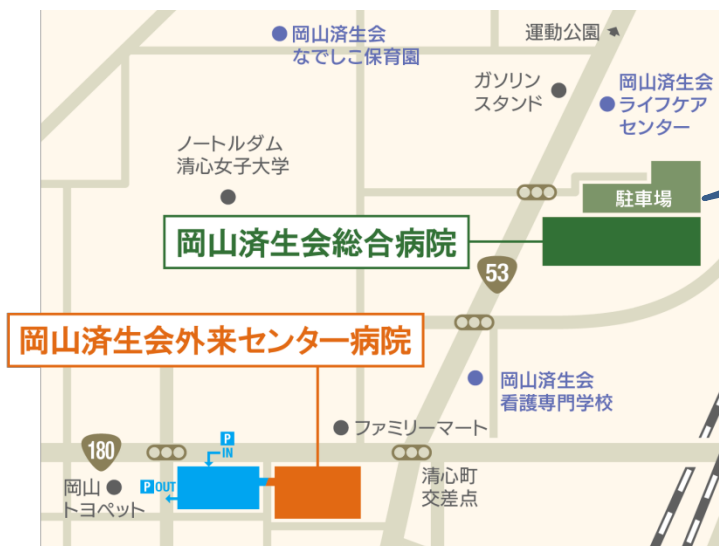 岡山済生会
なでしこ保育園
運動公園
ガソリン
スタンド
岡山済生会
ライフケア
センター
ノートルダム
清心女子大学
駐車場
岡山済生会総合病院
53
岡山済生会外来センター病院
岡山済生会
看護専門学校
ファミリーマート
180
P
IN
P OUT
岡山
トヨペット
清心町
交差点